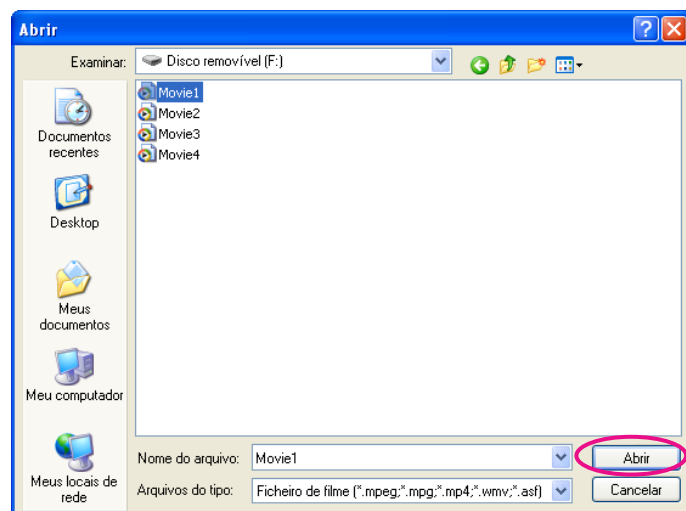 Abrir
Examinar:
Disco removível (F:)
Movie1
Movie2
Movie3
Movie4
Documentos
recentes
Desktop
Meus
documentos
Meu computador
Meus locais de
rede
Nome do arquivo:
Movie1
Abrir
Arquivos do tipo:
Ficheiro de filme (*.mpeg;*.mpg;*.mp4;*.wmv;*.asf)
Cancelar